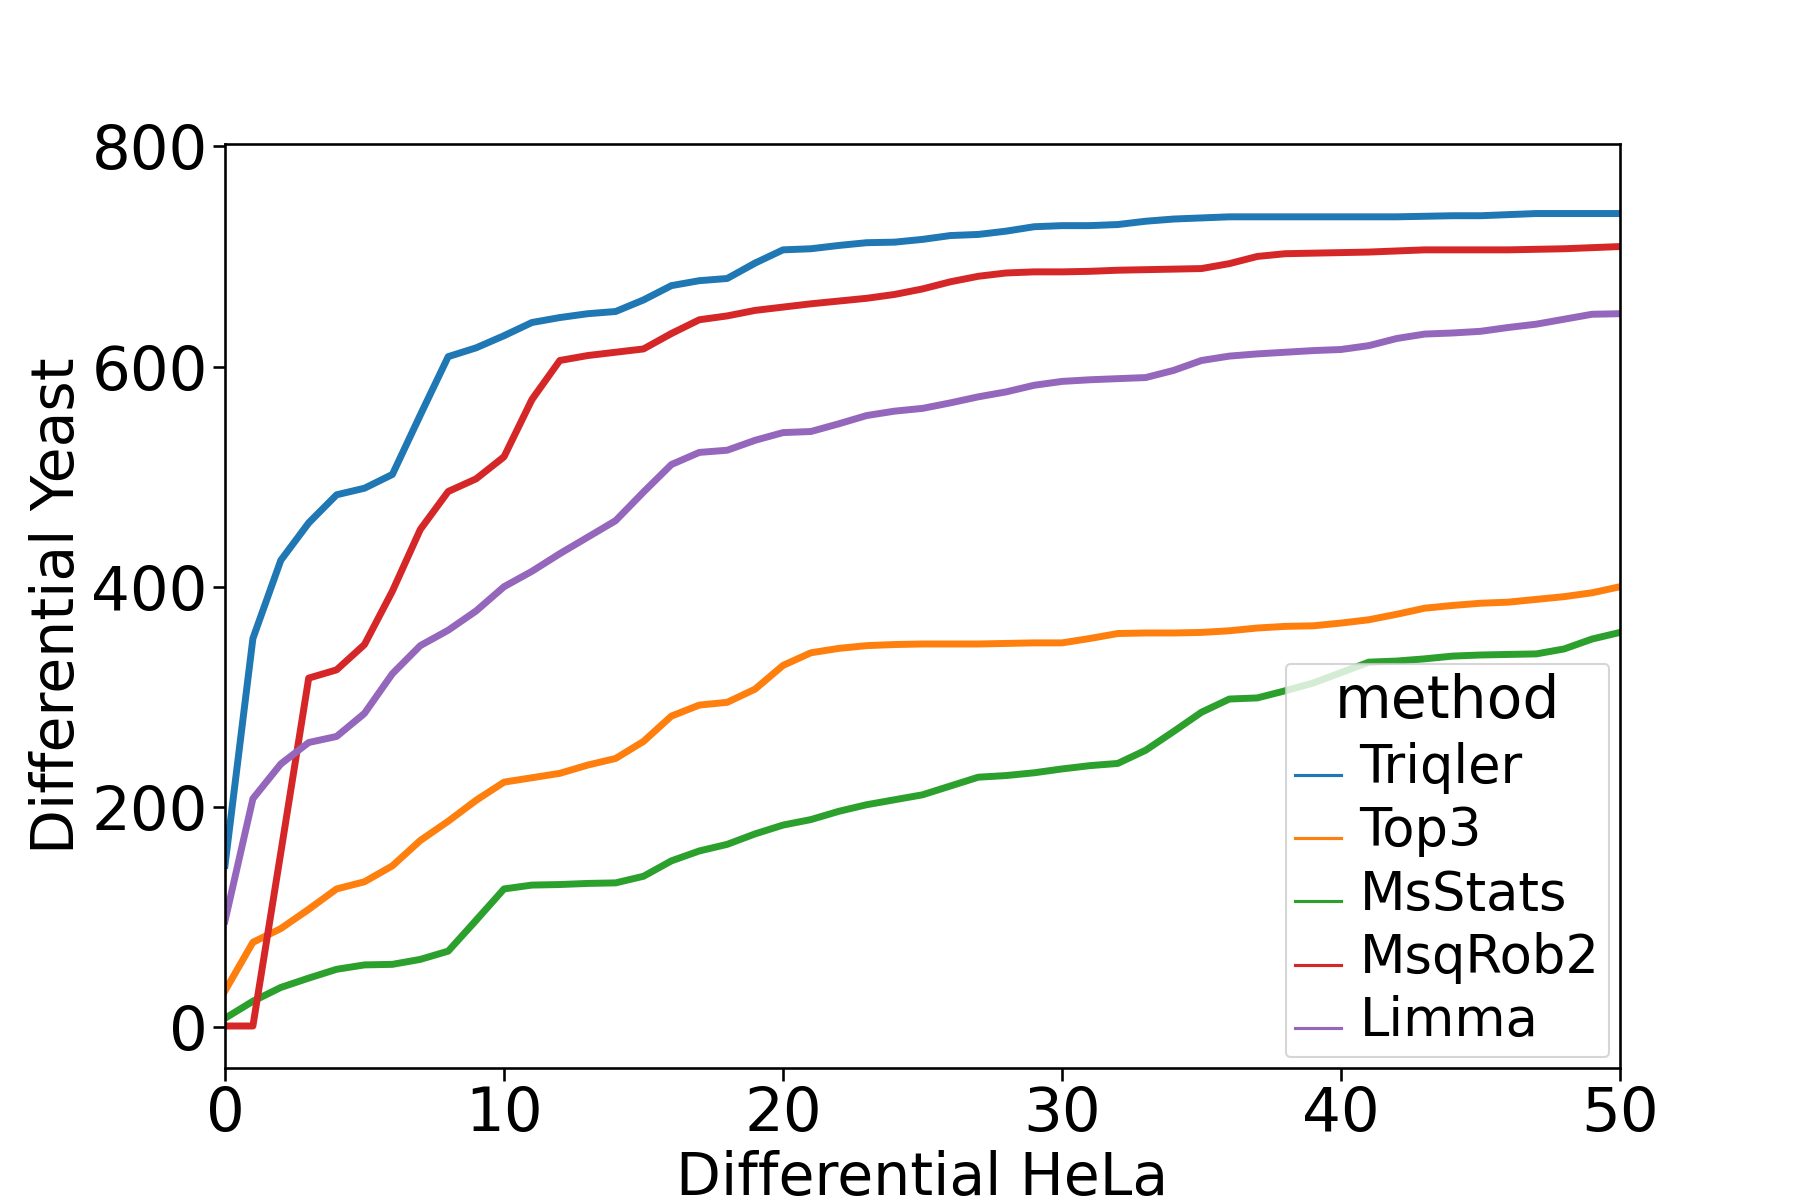 800
600
400
200
0
Differential Yeast
0 10 20 30 40 50
Differential HeLa
method
Triqler
Top3
MsStats
MsqRob2
Limma